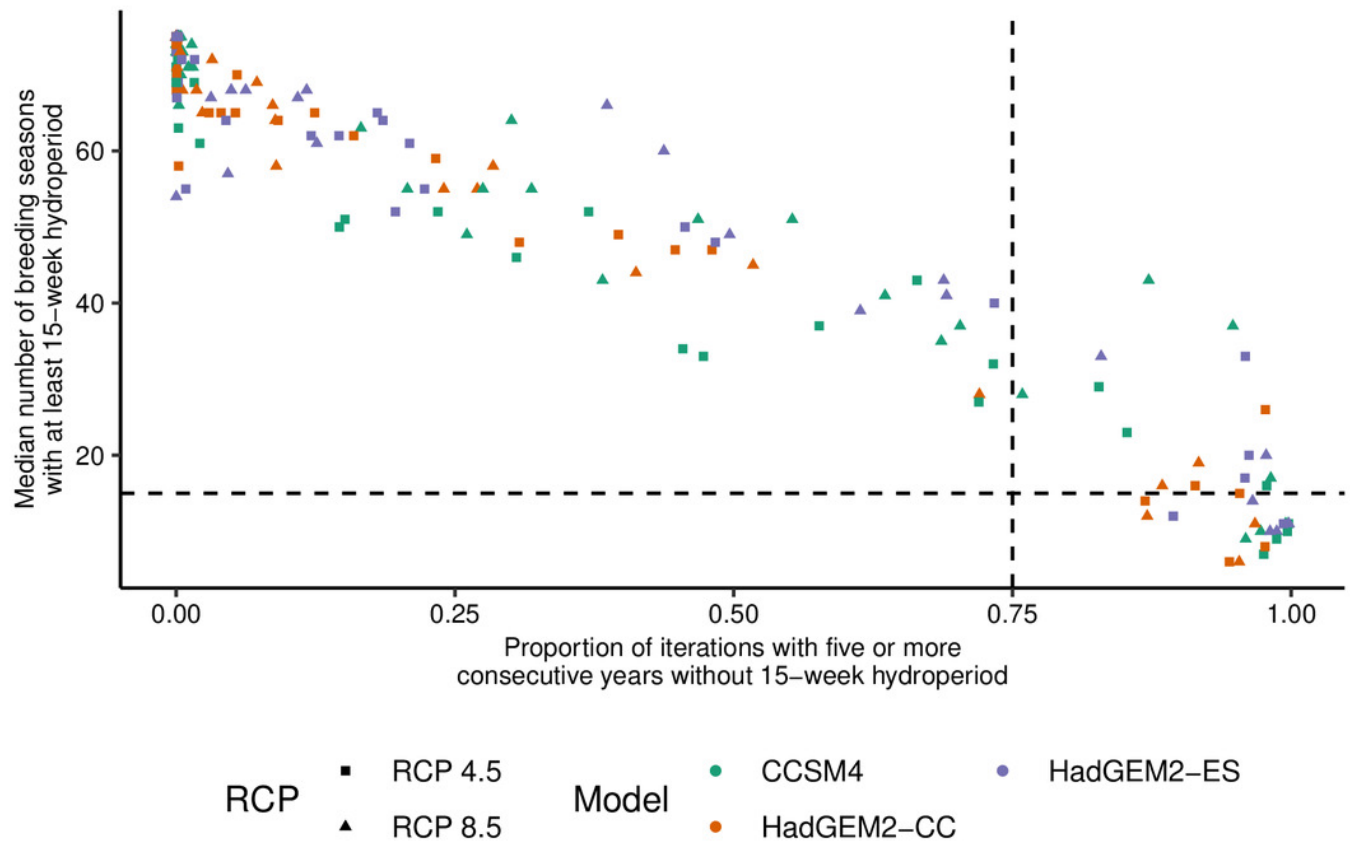 Median number of breeding seasons
with at least 15−week hydroperiod
60
40
20
0.00 0.25 0.50 0.75 1.00
Proportion of iterations with five or more
consecutive years without 15−week hydroperiod
RCP
RCP 4.5
RCP 8.5
Model
CCSM4
HadGEM2−CC
HadGEM2−ES